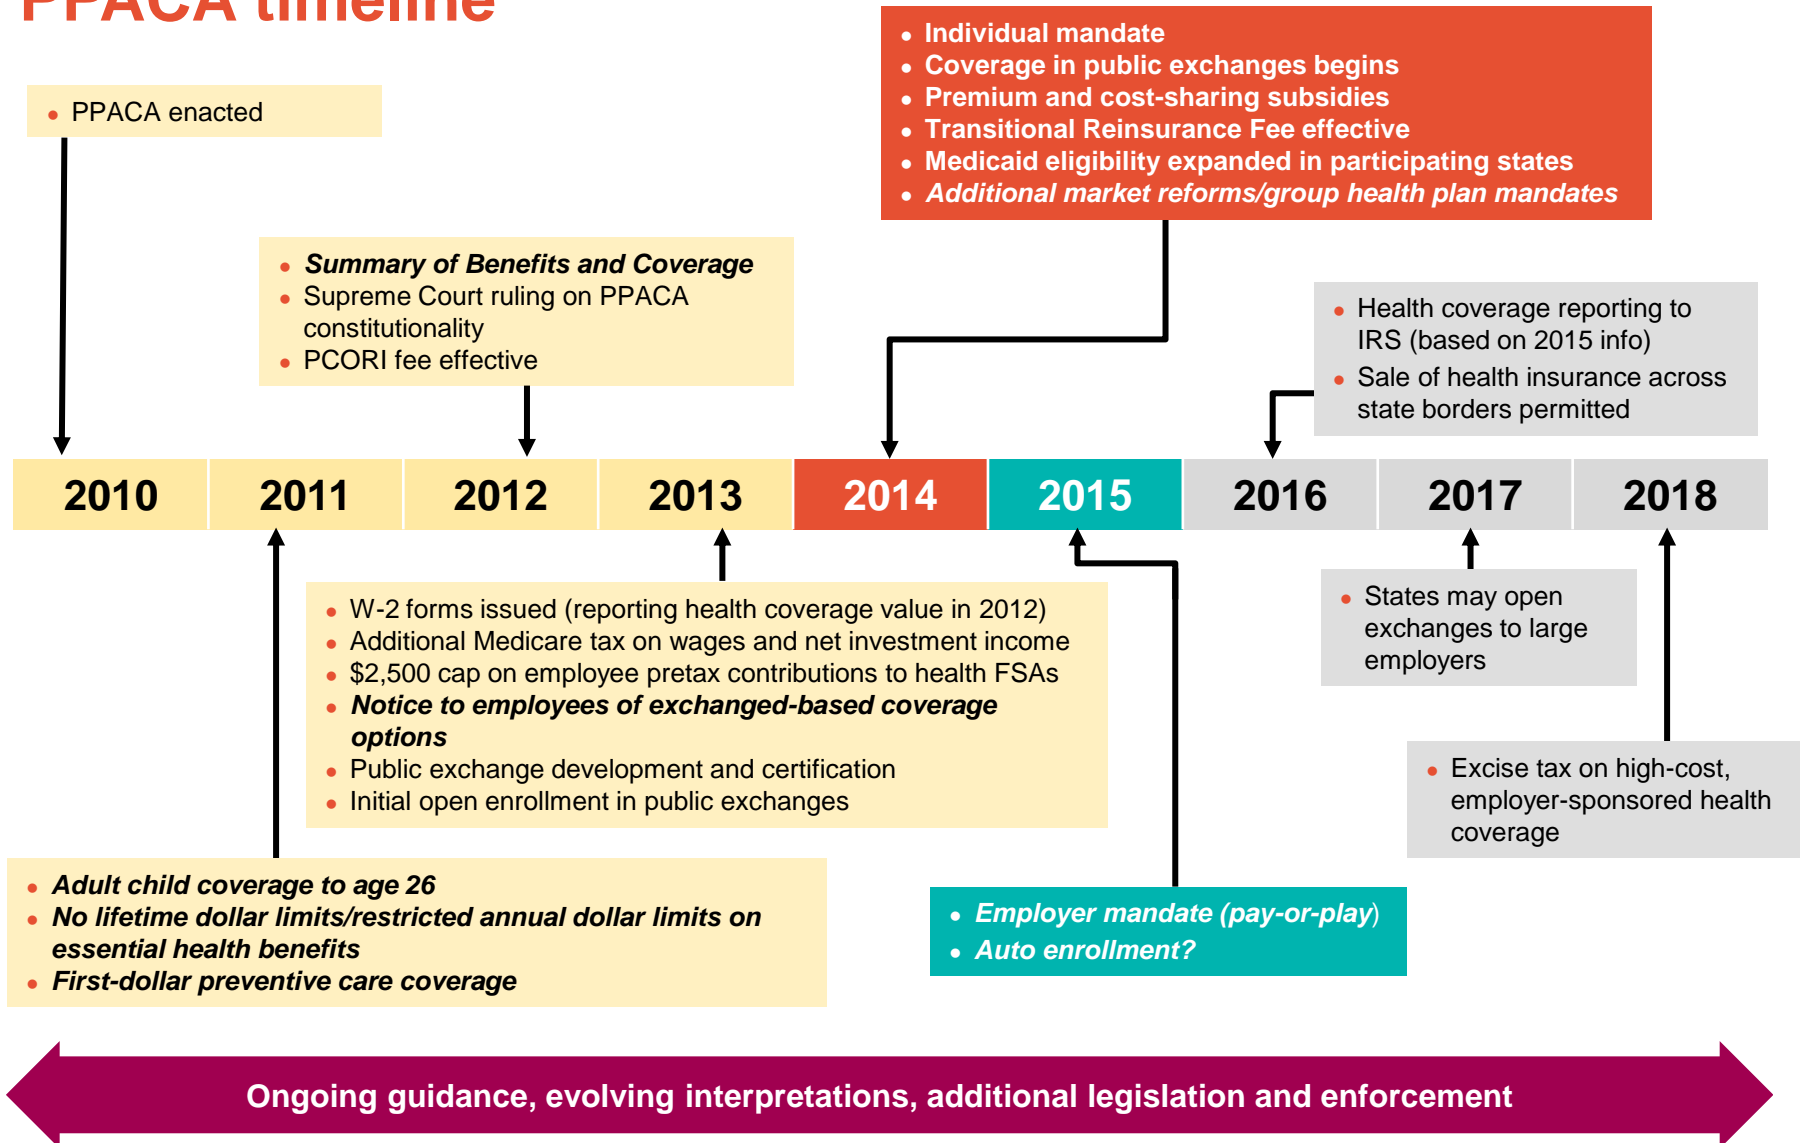 PPACA timeline
• Individual mandate
• Coverage in public exchanges begins
• Premium and cost-sharing subsidies
• Transitional Reinsurance Fee effective
• Medicaid eligibility expanded in participating states
• Additional market reforms/group health plan mandates
• PPACA enacted
• Summary of Benefits and Coverage
• Supreme Court ruling on PPACA
constitutionality
• PCORI fee effective
• Health coverage reporting to
IRS (based on 2015 info)
• Sale of health insurance across
state borders permitted
2010 2011 2012 2013 2014 2015 2016 2017 2018
• W-2 forms issued (reporting health coverage value in 2012)
• Additional Medicare tax on wages and net investment income
• $2,500 cap on employee pretax contributions to health FSAs
• Notice to employees of exchanged-based coverage
options
• Public exchange development and certification
• Initial open enrollment in public exchanges
• States may open
exchanges to large
employers
• Excise tax on high-cost,
employer-sponsored health
coverage
• Adult child coverage to age 26
• No lifetime dollar limits/restricted annual dollar limits on
essential health benefits
• First-dollar preventive care coverage
• Employer mandate (pay-or-play)
• Auto enrollment?
Ongoing guidance, evolving interpretations, additional legislation and enforcement